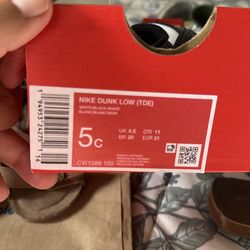 NIKE DUNK LOW (TDE)
WHITE/BLACK-WHITE
BLANC/BLANC/NOIR
5C
UK 4.5 CM 11
BR 20 EUR 21
CW1589 100